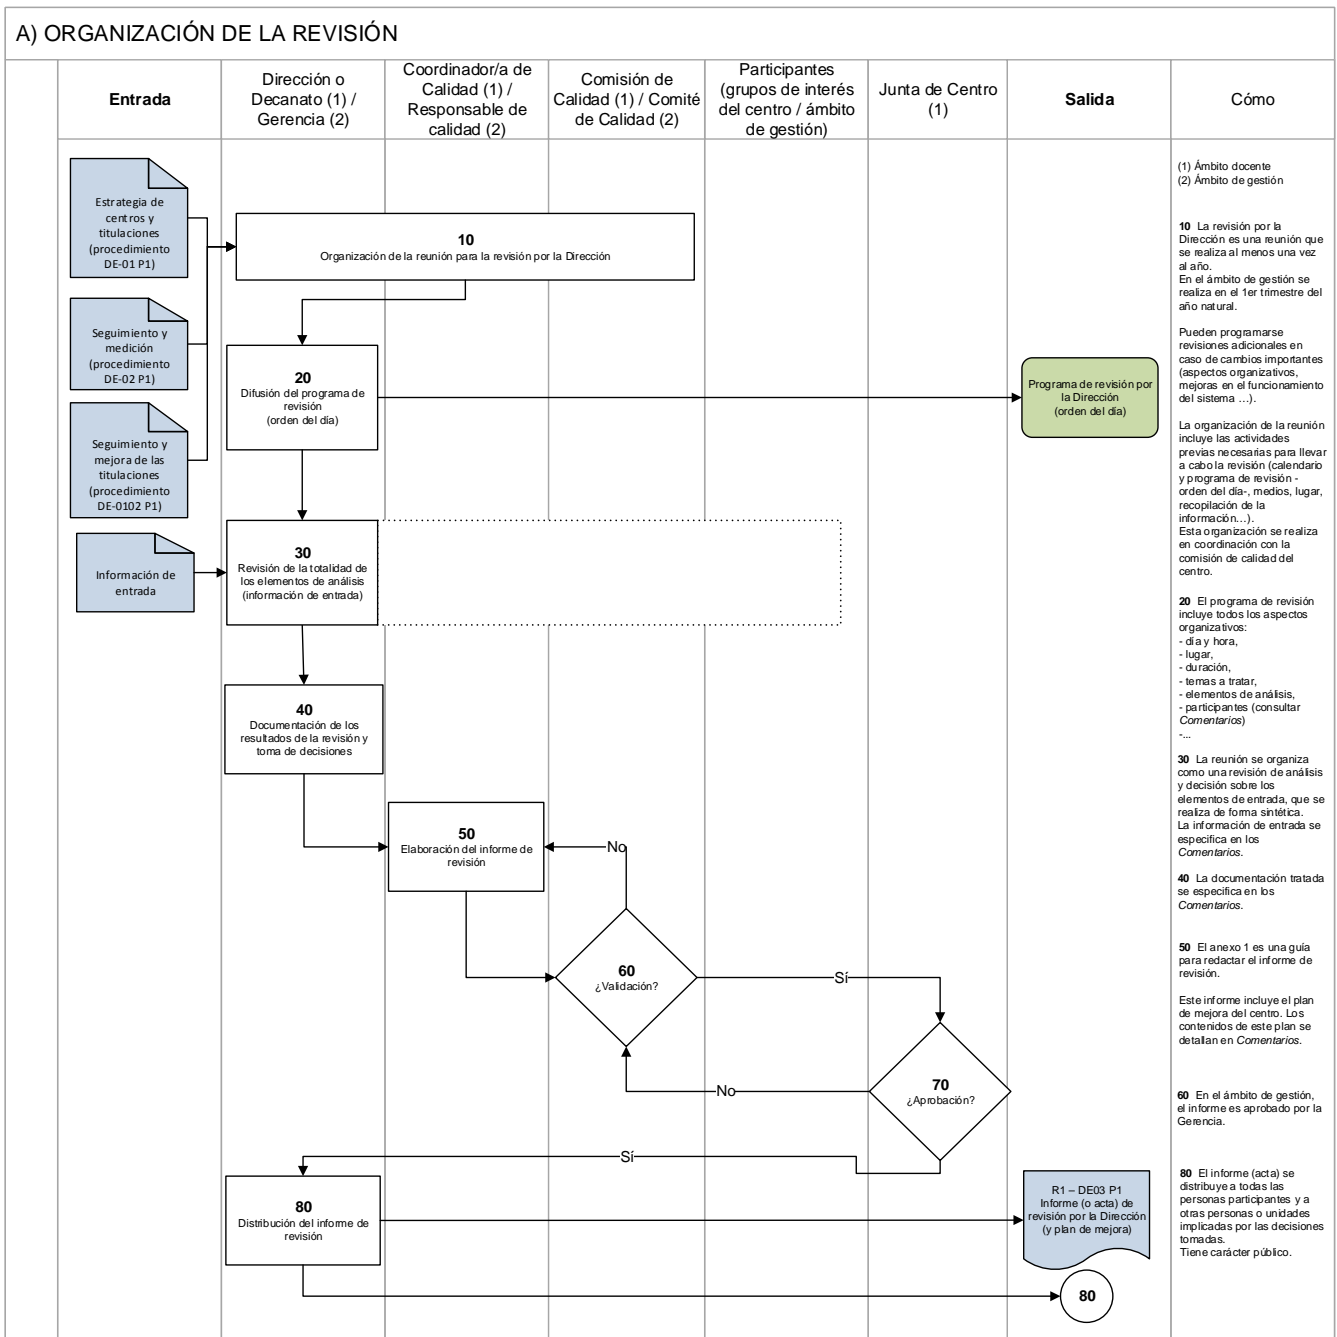 A) ORGANIZACIÓN DE LA REVISIÓN
Entrada
Dirección o
Decanato (1) /
Gerencia (2)
Coordinador/a de
Calidad (1) /
Responsable de
calidad (2)
Comisión de
Calidad (1) / Comité
de Calidad (2)
Participantes
(grupos de interés
del centro / ámbito
de gestión)
Junta de Centro
(1)
Salida
Cómo
Estrategia de
centros y
titulaciones
(procedimiento
DE-01 P1)
Seguimiento y
medición
(procedimiento
DE-02 P1)
Seguimiento y
mejora de las
titulaciones
(procedimiento
DE-0102 P1)
Información de
entrada
10
Organización de la reunión para la revisión por la Dirección
20
Difusión del programa de
revisión
(orden del día)
Programa de revisión por
la Dirección
(orden del día)
30
Revisión de la totalidad de
los elementos de análisis
(información de entrada)
40
Documentación de los
resultados de la revisión y
toma de decisiones
50
Elaboración del informe de
revisión
No
60
¿Validación?
Sí
70
¿Aprobación?
No
Sí
80
Distribución del informe de
revisión
R1 – DE03 P1
Informe (o acta) de
revisión por la Dirección
(y plan de mejora)
80
(1) Ámbito docente
(2) Ámbito de gestión
10 La revisión por la
Dirección es una reunión que
se realiza al menos una vez
al año.
En el ámbito de gestión se
realiza en el 1er trimestre del
año natural.
Pueden programarse
revisiones adicionales en
caso de cambios importantes
(aspectos organizativos,
mejoras en el funcionamiento
del sistema …).
La organización de la reunión
incluye las actividades
previas necesarias para llevar
a cabo la revisión (calendario
y programa de revisión -
orden del día-, medios, lugar,
recopilación de la
información…).
Esta organización se realiza
en coordinación con la
comisión de calidad del
centro.
20 El programa de revisión
incluye todos los aspectos
organizativos:
- día y hora,
- lugar,
- duración,
- temas a tratar,
- elementos de análisis,
- participantes (consultar
Comentarios)
-...
30 La reunión se organiza
como una revisión de análisis
y decisión sobre los
elementos de entrada, que se
realiza de forma sintética.
La información de entrada se
especifica en los
Comentarios.
40 La documentación tratada
se especifica en los
Comentarios.
50 El anexo 1 es una guía
para redactar el informe de
revisión.
Este informe incluye el plan
de mejora del centro. Los
contenidos de este plan se
detallan en Comentarios.
60 En el ámbito de gestión,
el informe es aprobado por la
Gerencia.
80 El informe (acta) se
distribuye a todas las
personas participantes y a
otras personas o unidades
implicadas por las decisiones
tomadas.
Tiene carácter público.